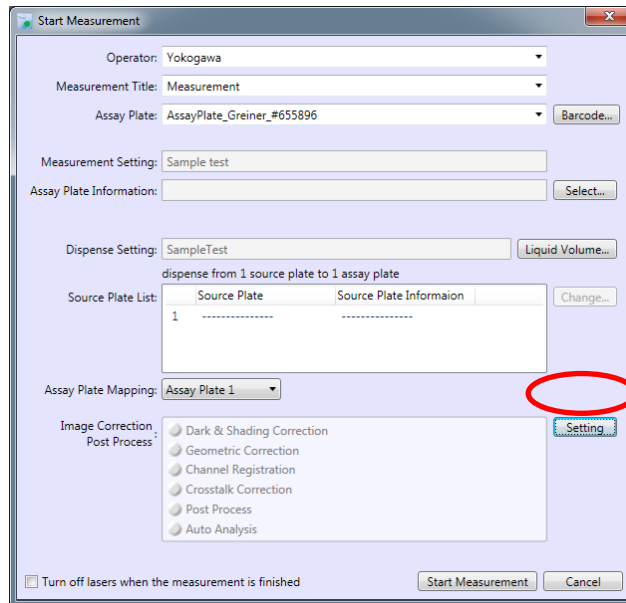 Start Measurement
Operator: Yokogawa
Measurement Title: Measurement
Assay Plate: AssayPlate_Greiner_#655896 Barcode...
Measurement Setting: Sample test
Assay Plate Information: Select...
Dispense Setting: SampleTest Liquid Volume...
dispense from 1 source plate to 1 assay plate
Source Plate List: Source Plate Source Plate Informaion Change...
1 --------------- ---------------
Assay Plate Mapping: Assay Plate 1
Image Correction
Post Process : Setting
Dark & Shading Correction
Geometric Correction
Channel Registration
Crosstalk Correction
Post Process
Auto Analysis
Turn off lasers when the measurement is finished Start Measurement Cancel